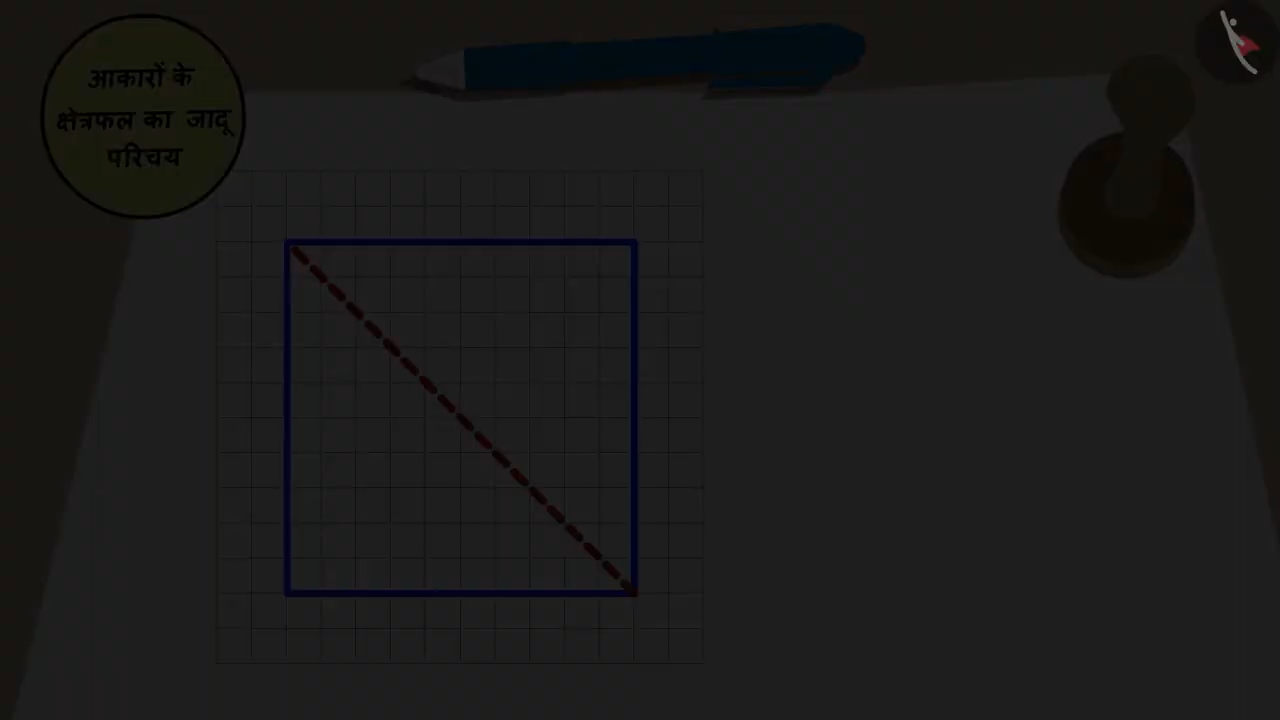 आकारों के
क्षेत्रफल का जादू
परिचय